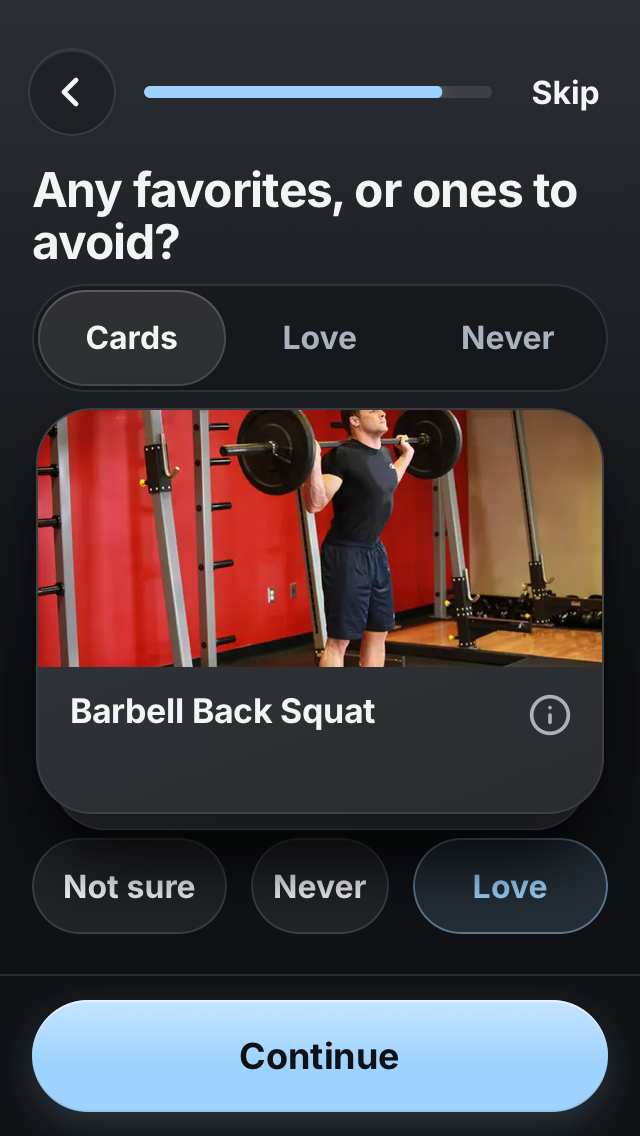 Skip
Any favorites, or ones to
avoid?
Cards
Love
Never
Barbell Back Squat
Not sure
Never
Love
Continue